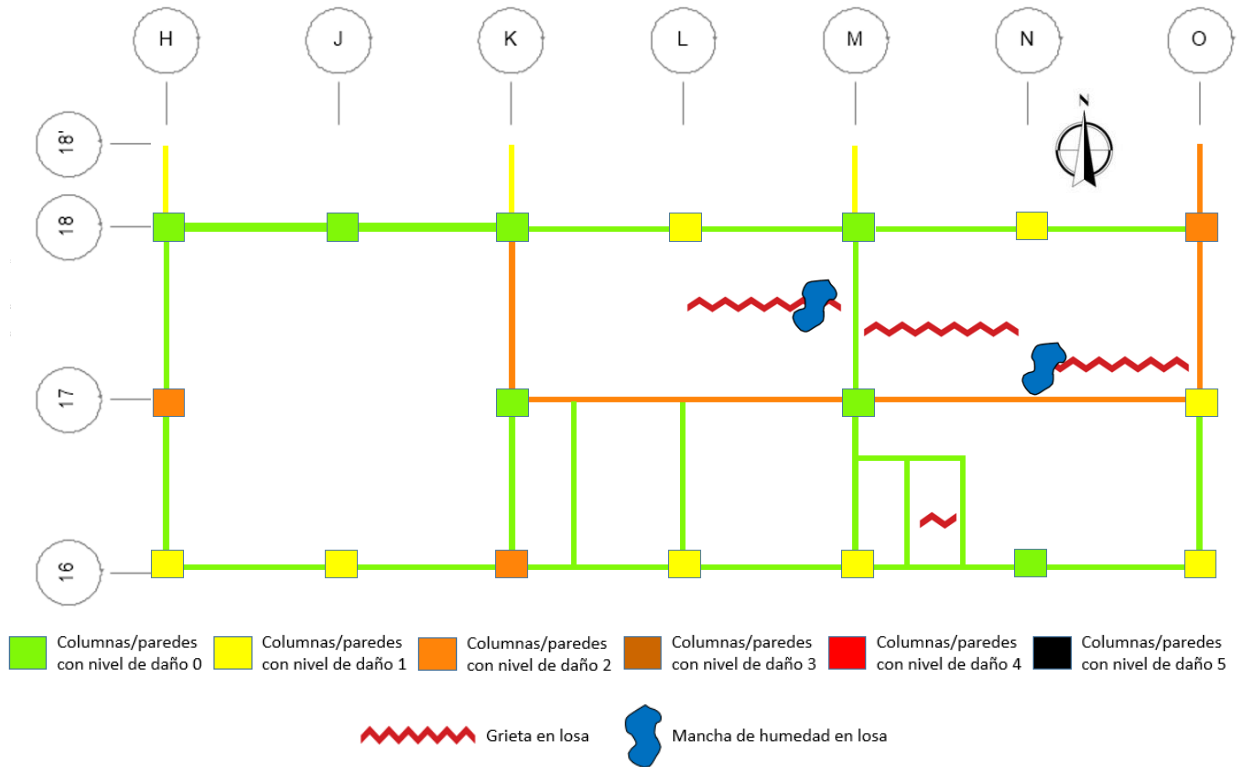 H J K L M N O
N
18'
18
17
16
Columnas/paredes
con nivel de daño 0
Columnas/paredes
con nivel de daño 1
Columnas/paredes
con nivel de daño 2
Columnas/paredes
con nivel de daño 3
Columnas/paredes
con nivel de daño 4
Columnas/paredes
con nivel de daño 5
Grieta en losa
Mancha de humedad en losa